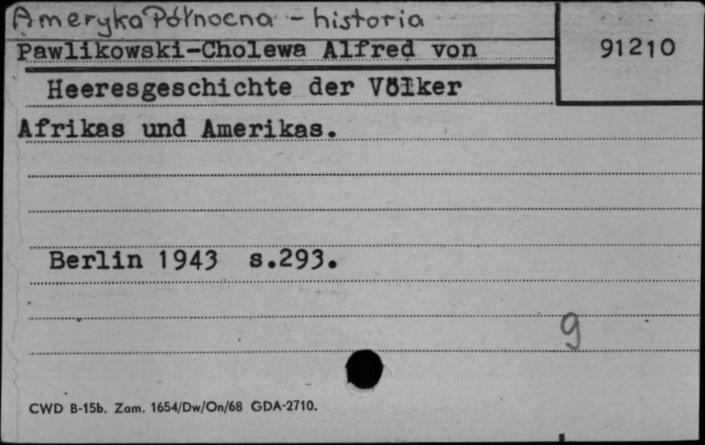 Ameryka Północna - historia
Pawlikowski-Cholewa Alfred von
91210
Heeresgeschichte der Völker
Afrikas und Amerikas.
Berlin 1943 s.293.
9
CWD B-15b. Zam. 1654/Dw/On/68 GDA-2710.